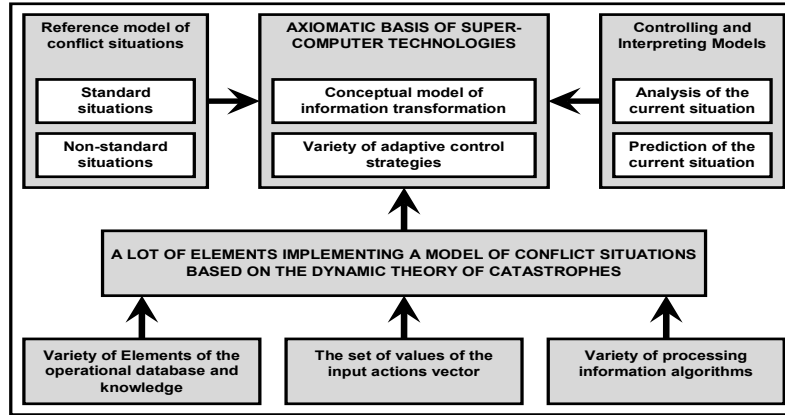 Reference model of
conflict situations
Standard
situations
Non-standard
situations
AXIOMATIC BASIS OF SUPER-
COMPUTER TECHNOLOGIES
Conceptual model of
information transformation
Variety of adaptive control
strategies
Controlling and
Interpreting Models
Analysis of the
current situation
Prediction of the
current situation
A LOT OF ELEMENTS IMPLEMENTING A MODEL OF CONFLICT SITUATIONS
BASED ON THE DYNAMIC THEORY OF CATASTROPHES
Variety of Elements of the
operational database and
knowledge
The set of values of the
input actions vector
Variety of processing
information algorithms